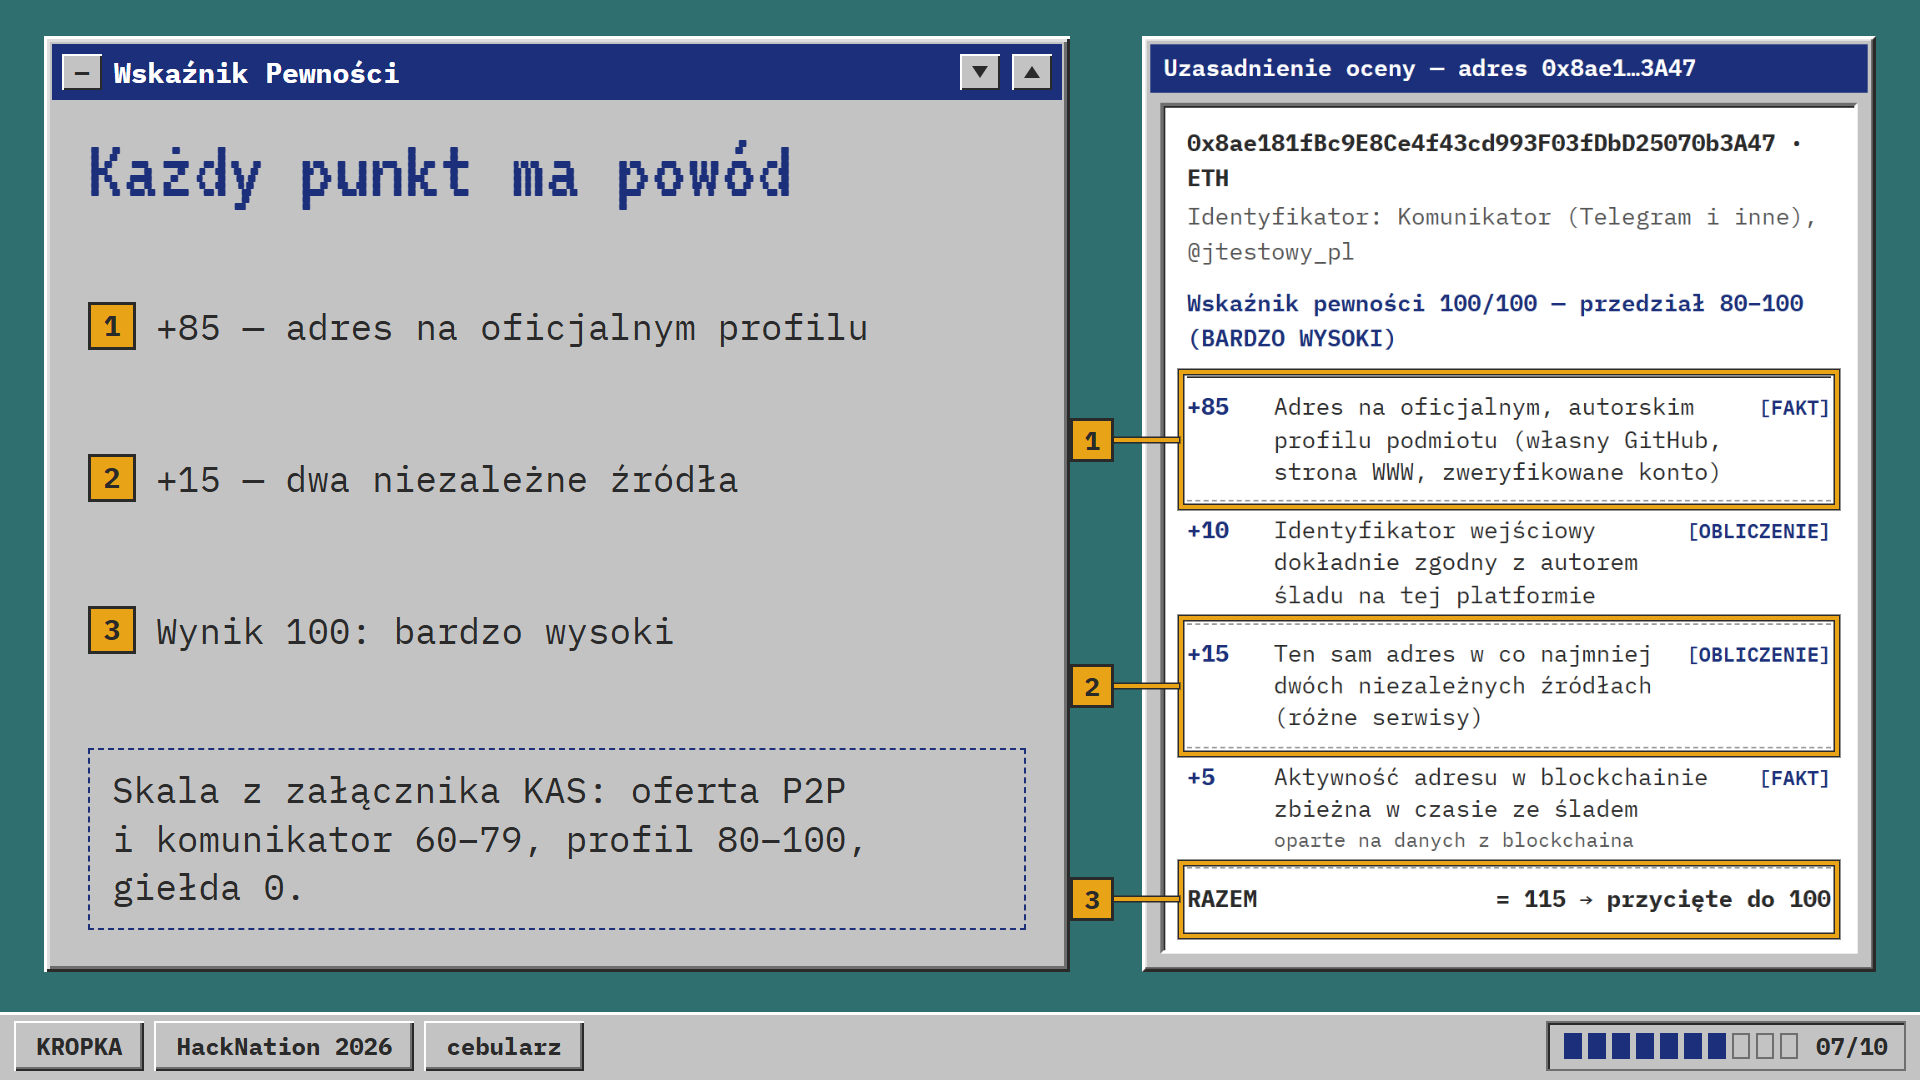 Wskaźnik Pewności
Każdy punkt ma powód
1 +85 — adres na oficjalnym profilu
2 +15 — dwa niezależne źródła
3 Wynik 100: bardzo wysoki
Skala z załącznika KAS: oferta P2P
i komunikator 60–79, profil 80–100,
giełda 0.
Uzasadnienie oceny — adres 0x8ae1…3A47
0x8ae181fBc9E8Ce4f43cd993F03fDbD25070b3A47 ·
ETH
Identyfikator: Komunikator (Telegram i inne),
@jtestowy_pl
Wskaźnik pewności 100/100 — przedział 80–100
(BARDZO WYSOKI)
1
+85 Adres na oficjalnym, autorskim [FAKT]
profilu podmiotu (własny GitHub,
strona WWW, zweryfikowane konto)
+10 Identyfikator wejściowy [OBLICZENIE]
dokładnie zgodny z autorem
śladu na tej platformie
2
+15 Ten sam adres w co najmniej [OBLICZENIE]
dwóch niezależnych źródłach
(różne serwisy)
+5 Aktywność adresu w blockchainie [FAKT]
zbieżna w czasie ze śladem
oparte na danych z blockchaina
3
RAZEM = 115 → przycięte do 100
KROPKA HackNation 2026 cebularz 07/10